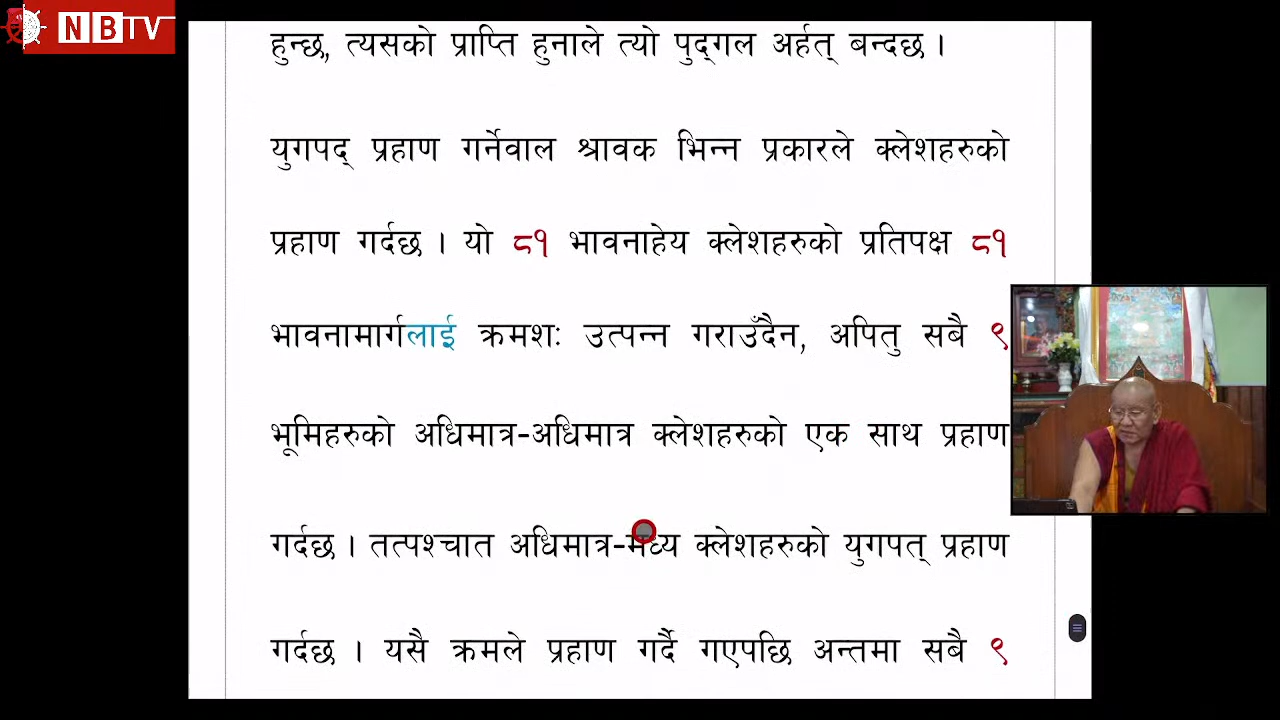 NBTV
हुन्छ, त्यसको प्राप्ति हुनाले त्यो पुद्‌गल अर्हत् बन्दछ ।
युगपद् प्रहाण गर्नेवाल श्रावक भिन्न प्रकारले क्लेशहरुको
प्रहाण गर्दछ । यो ८१ भावनाहेय क्लेशहरुको प्रतिपक्ष ८१
भावनामार्गलाई क्रमशः उत्पन्न गराउँदैन, अपितु सबै ९
भूमिहरुको अधिमात्र-अधिमात्र क्लेशहरुको एक साथ प्रहाण
गर्दछ । तत्पश्चात अधिमात्र-मध्य क्लेशहरुको युगपत् प्रहाण
गर्दछ । यसै क्रमले प्रहाण गर्दै गएपछि अन्तमा सबै ९